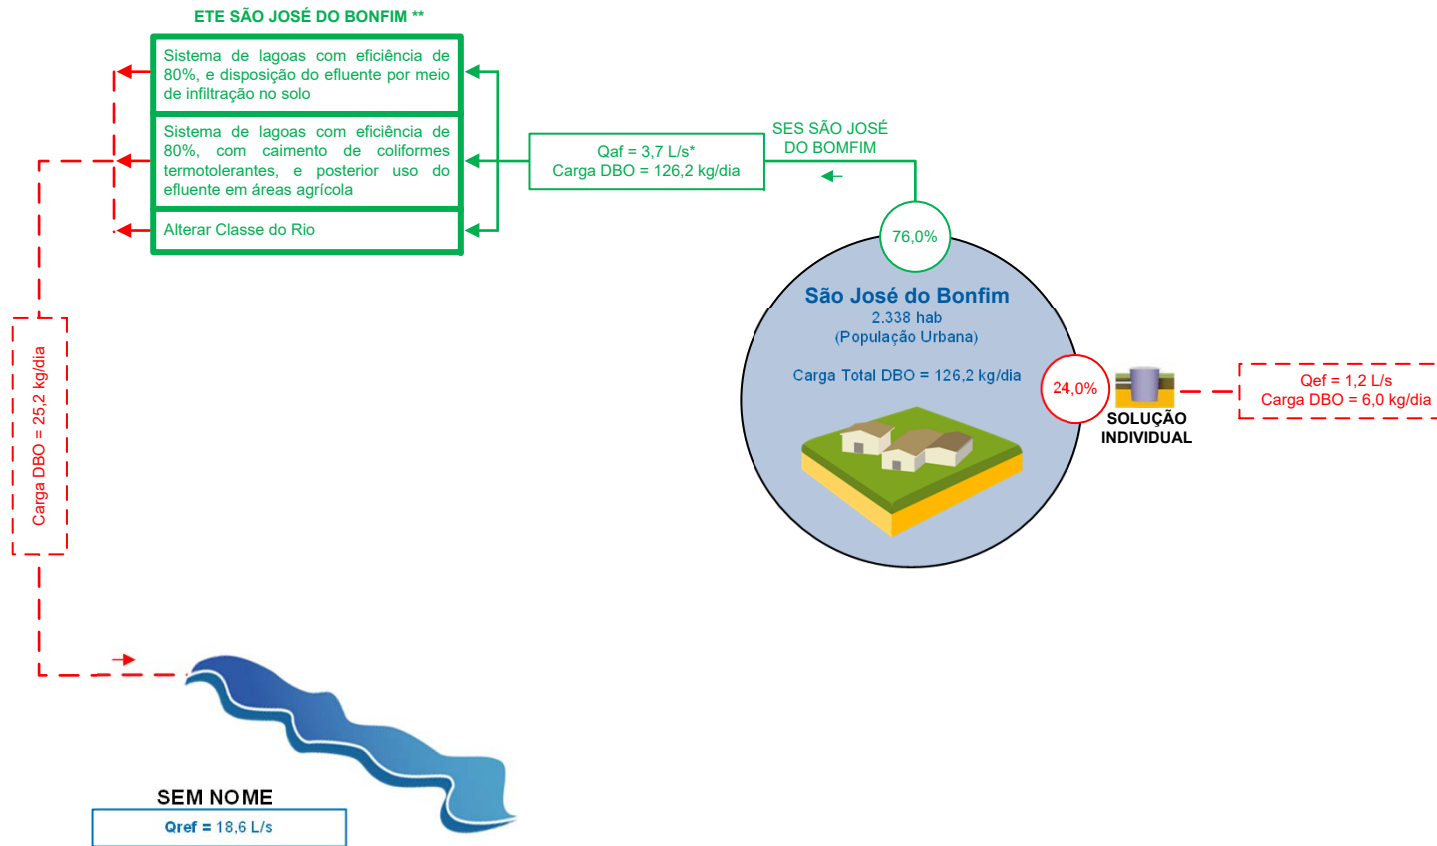 ETE SÃO JOSÉ DO BONFIM **
Sistema de lagoas com eficiência de
80%, e disposição do efluente por meio
de infiltração no solo
Sistema de lagoas com eficiência de
80%, com caimento de coliformes
termotolerantes, e posterior uso do
efluente em áreas agrícola
Alterar Classe do Rio
Qaf = 3,7 L/s*
Carga DBO = 126,2 kg/dia
SES SÃO JOSÉ
DO BOMFIM
76,0%
São José do Bonfim
2.338 hab
(População Urbana)
Carga Total DBO = 126,2 kg/dia
24,0%
SOLUÇÃO
INDIVIDUAL
Qef = 1,2 L/s
Carga DBO = 6,0 kg/dia
Carga DBO = 25,2 kg/dia
SEM NOME
Qref = 18,6 L/s